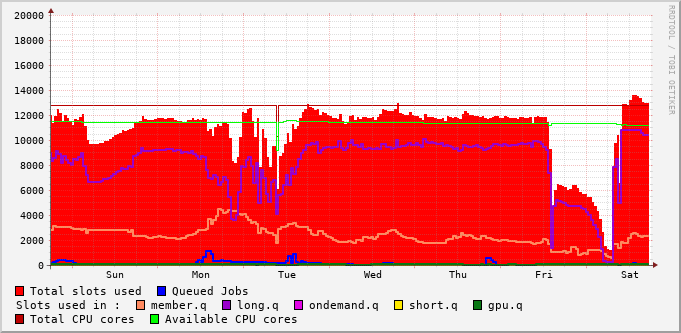 RRDTOOL / TOBI OETIKER
20000
18000
16000
14000
12000
10000
8000
6000
4000
2000
0
Sun Mon Tue Wed Thu Fri Sat
Total slots used Queued Jobs
Slots used in : member.q long.q ondemand.q short.q gpu.q
Total CPU cores Available CPU cores